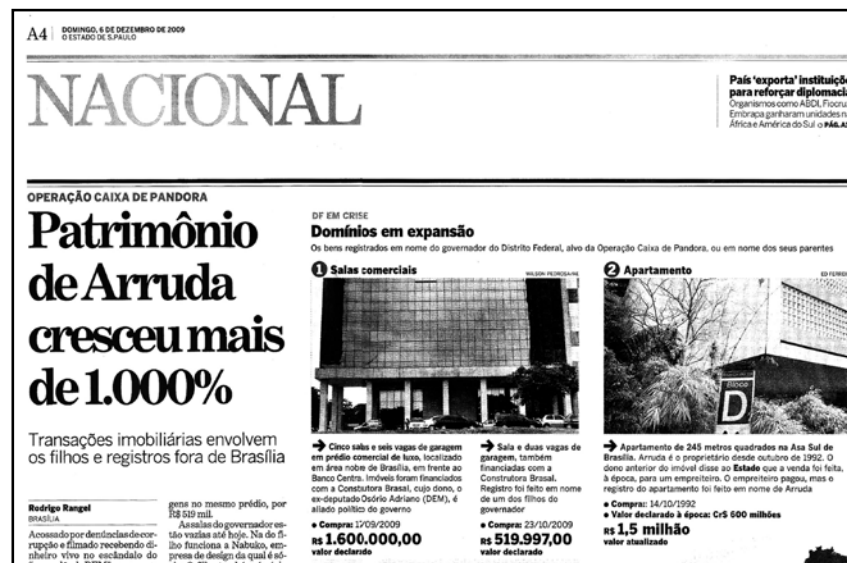 A4
DOMINGO, 6 DE DEZEMBRO DE 2009
O ESTADO DE S.PAULO
NACIONAL
País 'exporta' instituiçõ
para reforçar diplomacia
Organismos como ABDI, Fiocru
Embrapa ganharam unidades n
África e América do Sul o PÁG. A
OPERAÇÃO CAIXA DE PANDORA
Patrimônio
de Arruda
cresceu mais
de 1.000%
Transações imobiliárias envolvem
os filhos e registros fora de Brasília
Rodrigo Rangel
BRASÍLIA
Acossado por denúncias de cor-
rupção e filmado recebendo di-
nheiro vivo no escândalo do
gens no mesmo prédio, por
R$ 519 mil.
As salas do governador es-
tão vazias até hoje. Na do fi-
lho funciona a Nabuko, em-
presa de design da qual é só-
DF EM CRISE
Domínios em expansão
Os bens registrados em nome do governador do Distrito Federal, alvo da Operação Caixa de Pandora, ou em nome dos seus parentes
1 Salas comerciais
WILSON PEDROSA/AE
→ Cinco salas e seis vagas de garagem
em prédio comercial de luxo, localizado
em área nobre de Brasília, em frente ao
Banco Centra. Imóveis foram financiados
com a Construtora Brasal, cujo dono, o
ex-deputado Osório Adriano (DEM), é
aliado político do governo
• Compra: 17/09/2009
R$ 1.600.000,00
valor declarado
→ Sala e duas vagas de
garagem, também
financiadas com a
Construtora Brasal.
Registro foi feito em nome
de um dos filhos do
governador
• Compra: 23/10/2009
R$ 519.997,00
valor declarado
2 Apartamento
ED FERREI
Bloco
D
→ Apartamento de 245 metros quadrados na Asa Sul de
Brasília. Arruda é o proprietário desde outubro de 1992. O
dono anterior do imóvel disse ao Estado que a venda foi feita,
à época, para um empreiteiro. O empreiteiro pagou, mas o
registro do apartamento foi feito em nome de Arruda
• Compra: 14/10/1992
• Valor declarado à época: Cr$ 600 milhões
R$ 1,5 milhão
valor atualizado